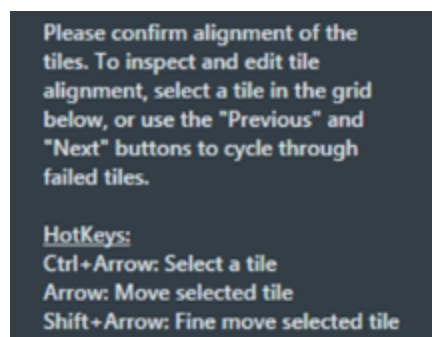 Please confirm alignment of the
tiles. To inspect and edit tile
alignment, select a tile in the grid
below, or use the "Previous" and
"Next" buttons to cycle through
failed tiles.
HotKeys:
Ctrl+Arrow: Select a tile
Arrow: Move selected tile
Shift+Arrow: Fine move selected tile